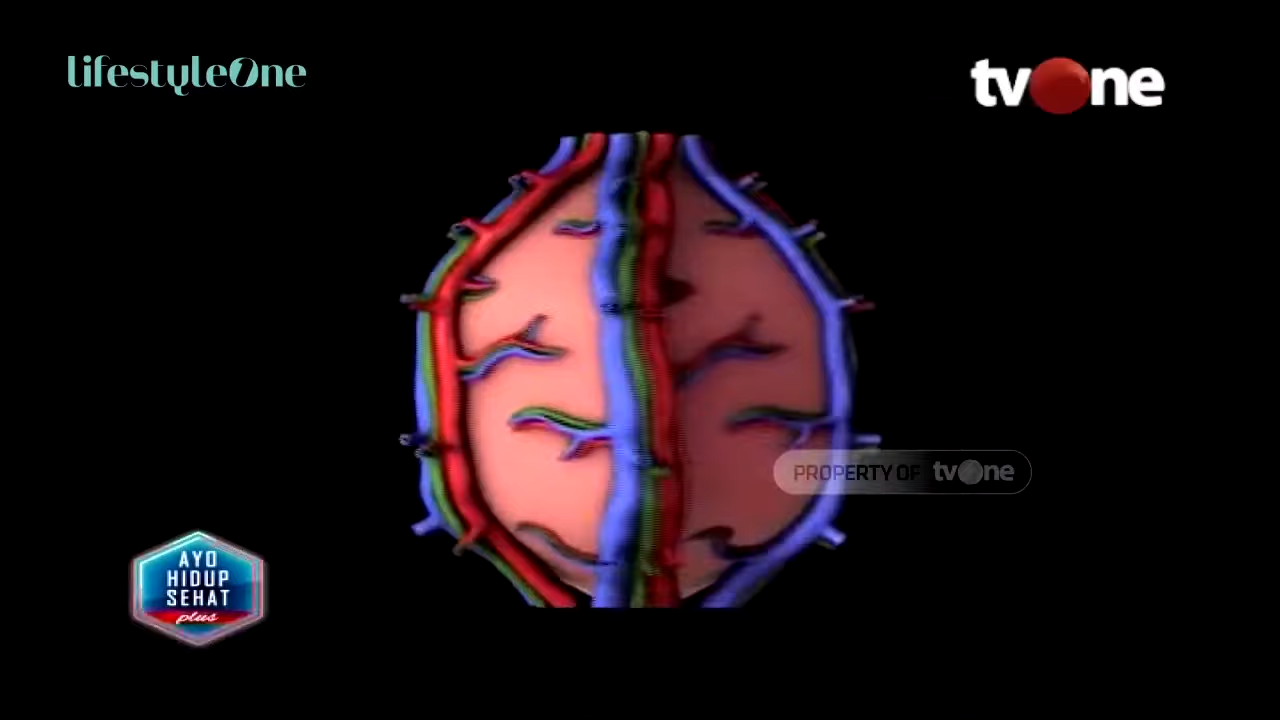 lifestyleOne
tvOne
PROPERTY OF tvOne
AYO
HIDUP
SEHAT
plus